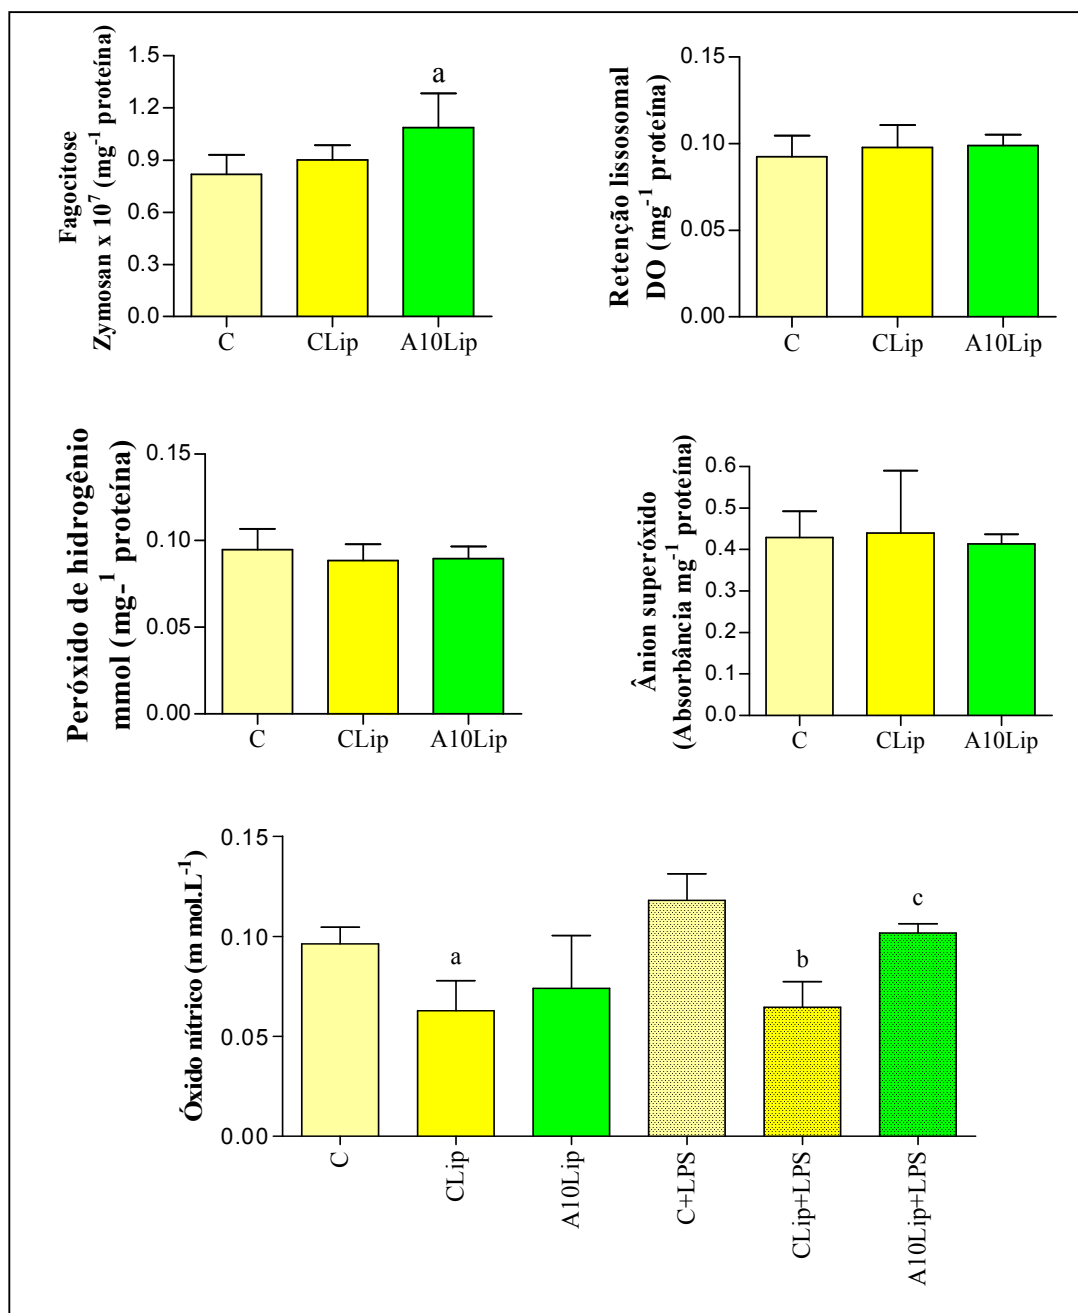 Fagocitose
Zymosan x 10⁷ (mg⁻¹ proteína)
1.5
1.2
0.9
0.6
0.3
0.0
a
C CLip A10Lip
Retenção lissosomal
DO (mg⁻¹ proteína)
0.15
0.10
0.05
0.00
C CLip A10Lip
Peróxido de hidrogênio
mmol (mg-¹ proteína)
0.15
0.10
0.05
0.00
C CLip A10Lip
Ânion superóxido
(Absorbância mg⁻¹ proteína)
0.6
0.5
0.4
0.3
0.2
0.1
0.0
C CLip A10Lip
Óxido nítrico (m mol.L⁻¹)
0.15
0.10
0.05
0.00
a
b
c
C
CLip
A10Lip
C+LPS
CLip+LPS
A10Lip+LPS